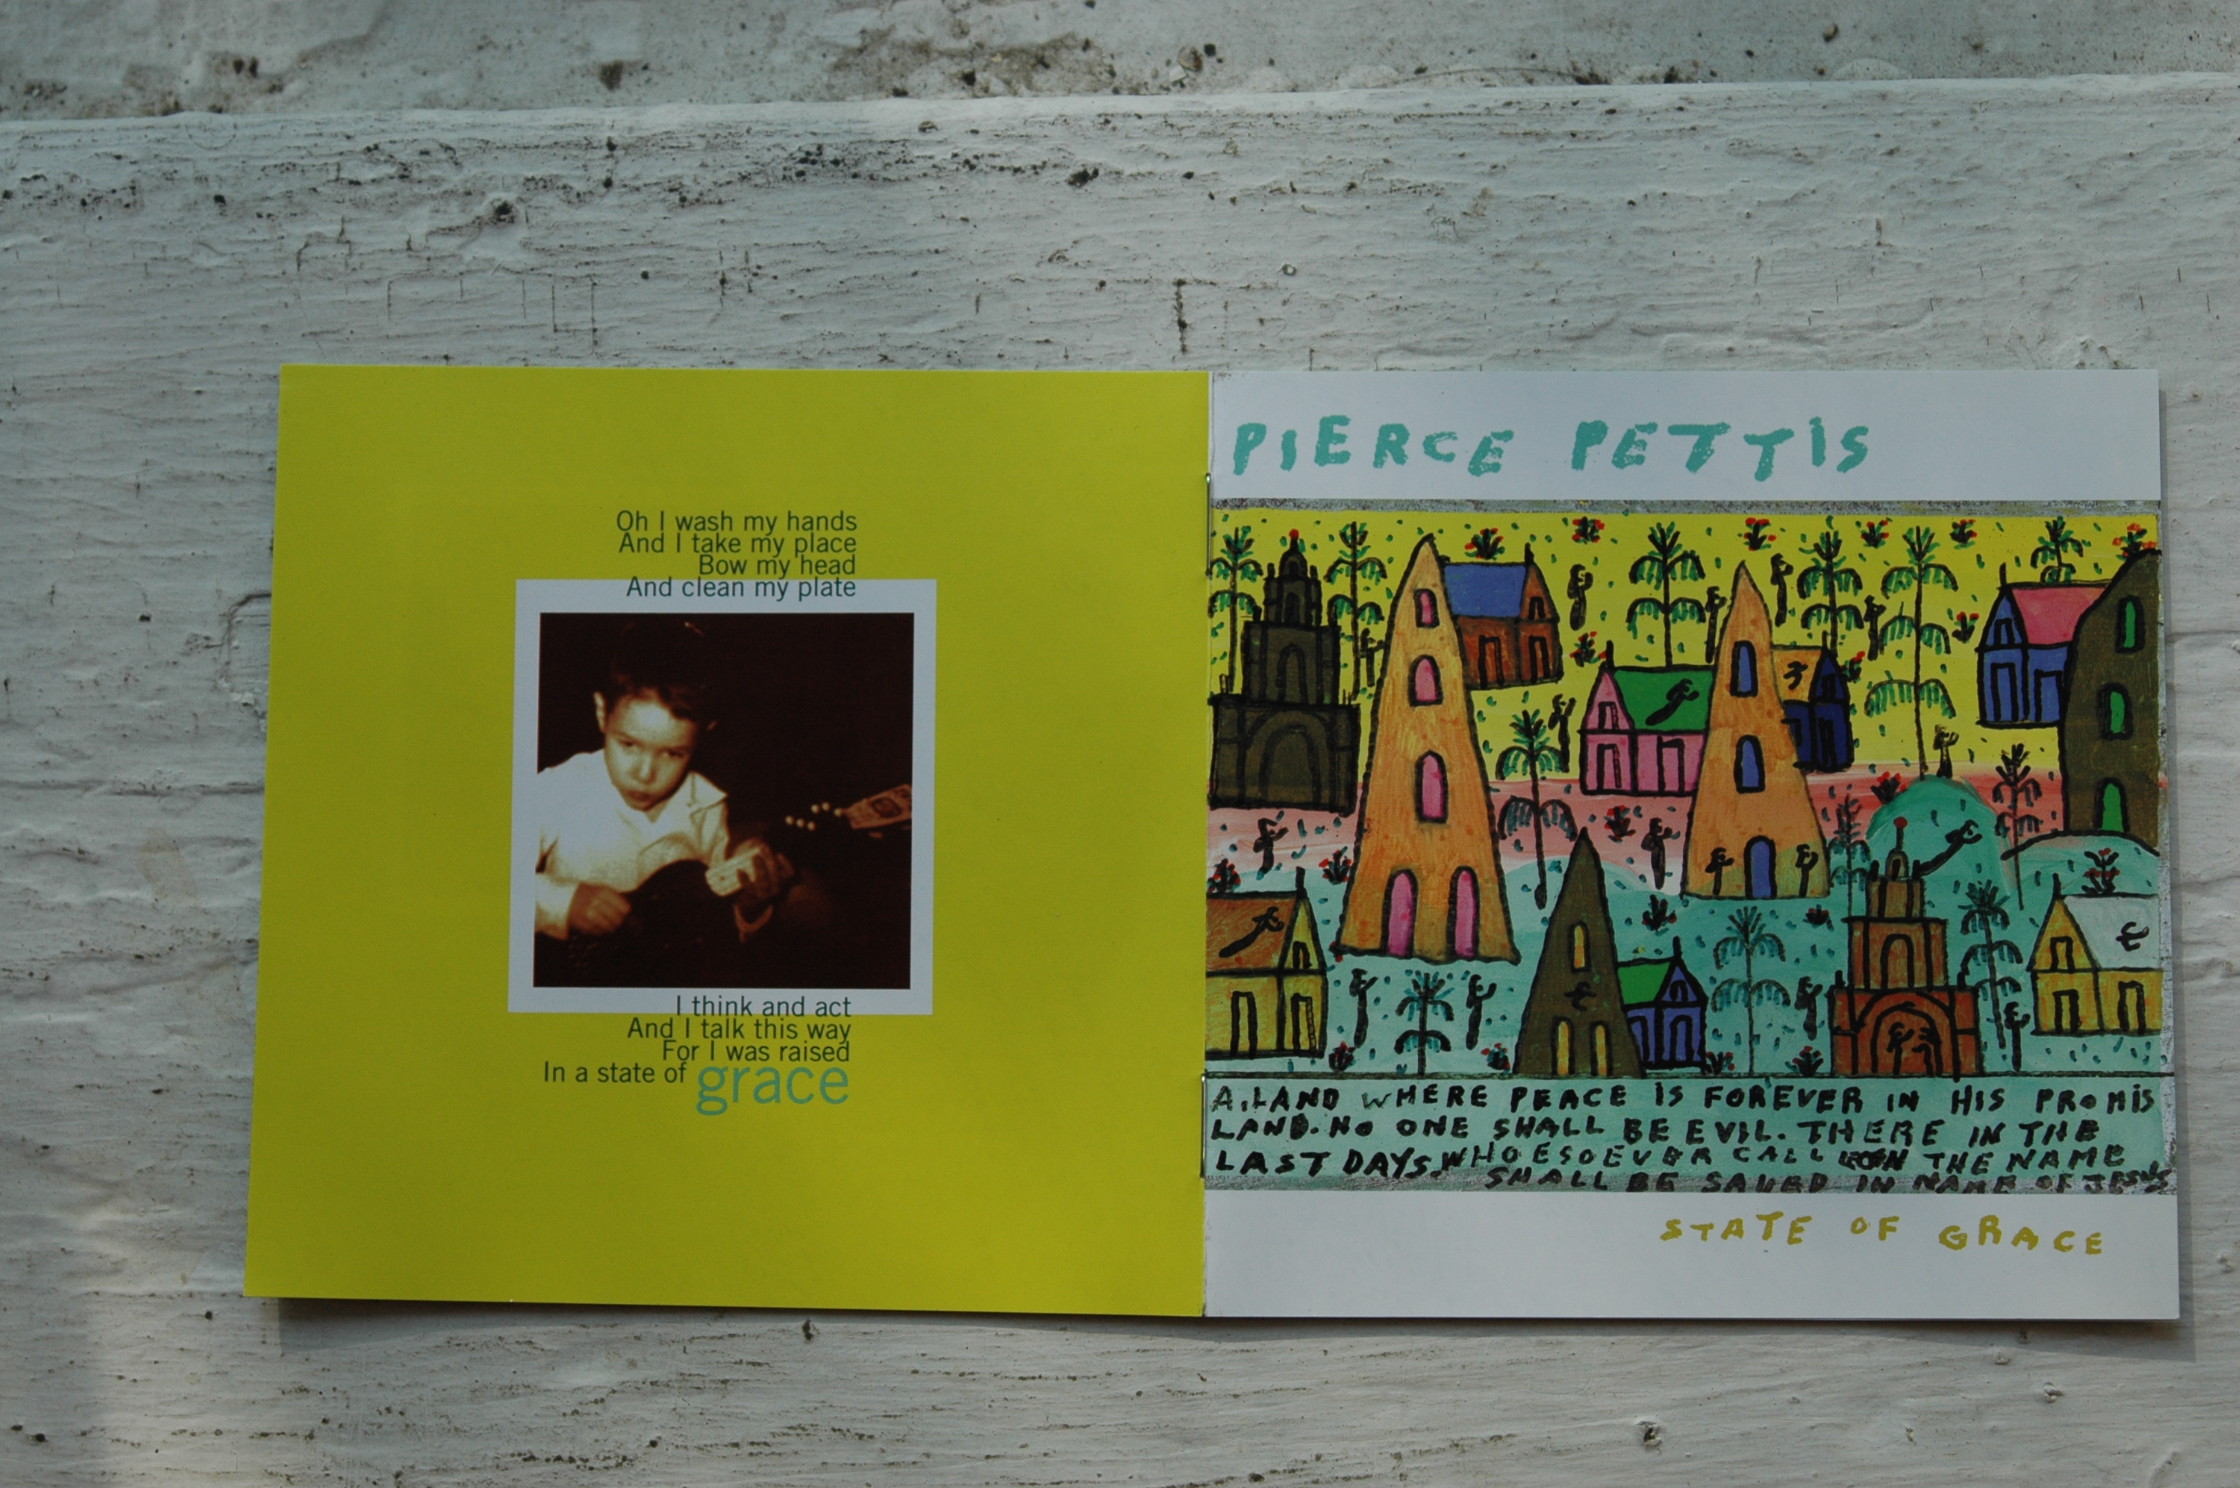 Oh I wash my hands
And I take my place
Bow my head
And clean my plate
I think and act
And I talk this way
For I was raised
In a state of grace
PIERCE PETTIS
A. LAND WHERE PEACE IS FOREVER IN HIS PROMIS
LAND. NO ONE SHALL BE EVIL. THERE IN THE
LAST DAYS. WHOESOEVER CALL ON THE NAME
SHALL BE SAVED IN NAME OF JESUS
STATE OF GRACE